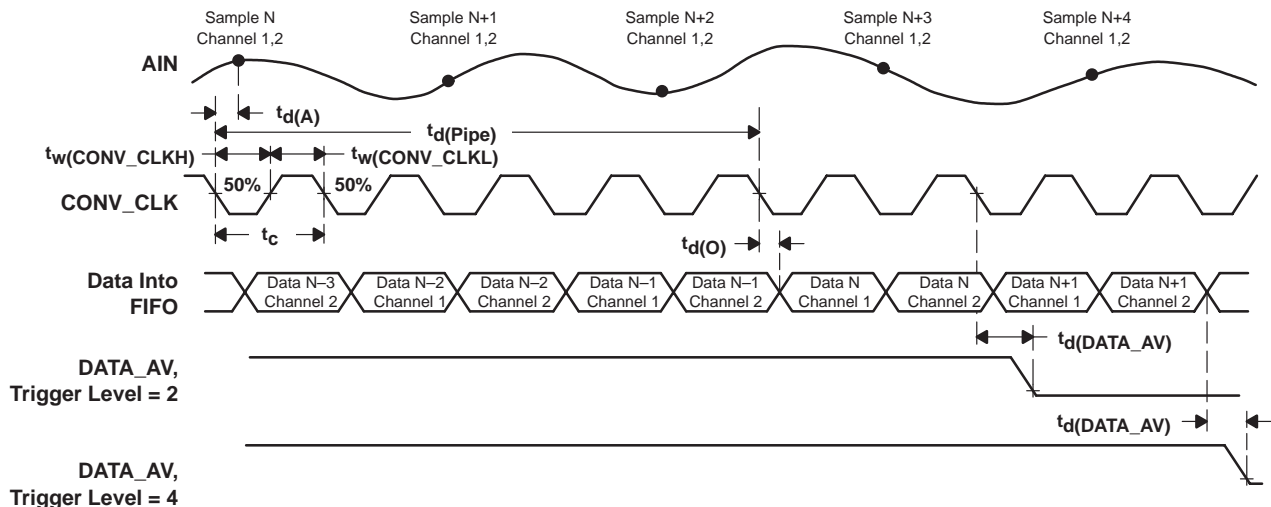 Sample N
Channel 1,2
Sample N+1
Channel 1,2
Sample N+2
Channel 1,2
Sample N+3
Channel 1,2
Sample N+4
Channel 1,2
AIN
td(A)
td(Pipe)
tw(CONV_CLKH)
tw(CONV_CLKL)
50%
50%
CONV_CLK
tc
td(O)
Data Into
FIFO
Data N–3
Channel 2
Data N–2
Channel 1
Data N–2
Channel 2
Data N–1
Channel 1
Data N–1
Channel 2
Data N
Channel 1
Data N
Channel 2
Data N+1
Channel 1
Data N+1
Channel 2
td(DATA_AV)
DATA_AV,
Trigger Level = 2
td(DATA_AV)
DATA_AV,
Trigger Level = 4